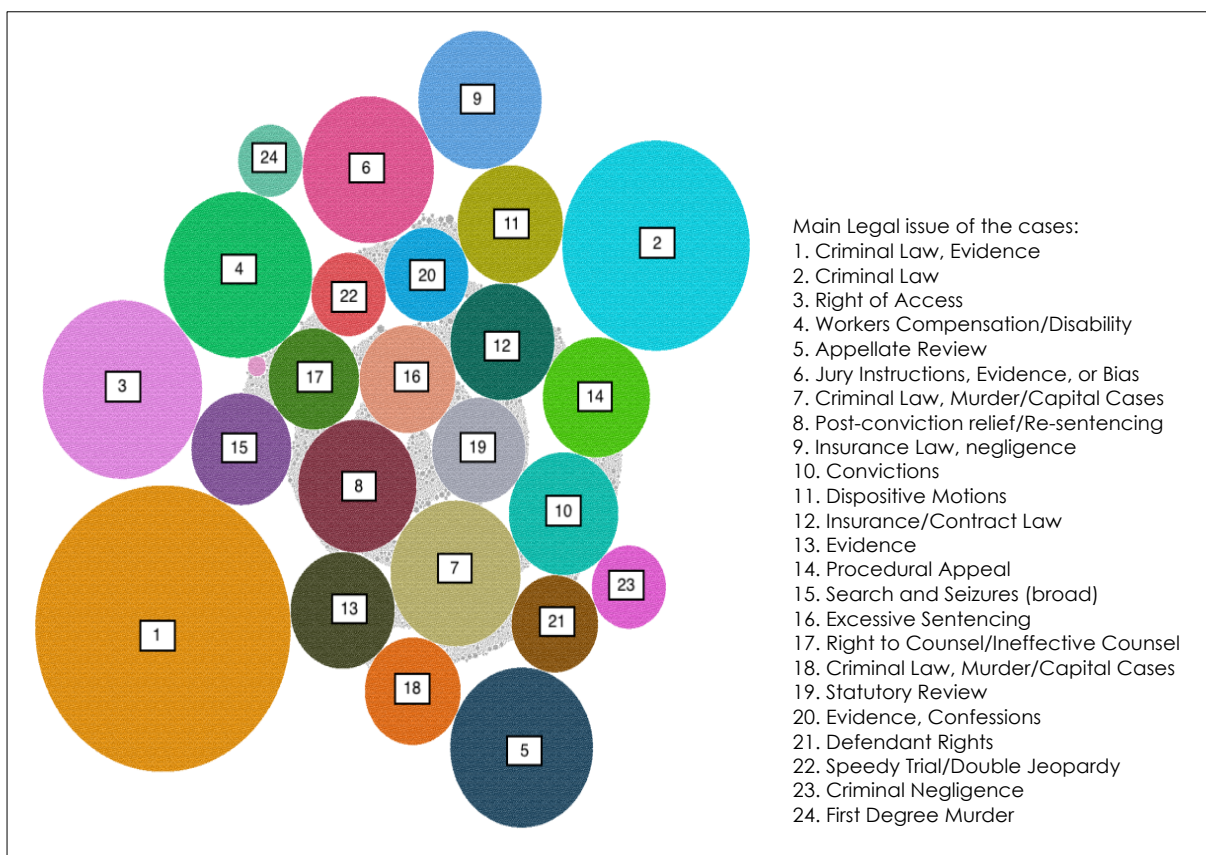 9
24
6
11
2
4
20
22
12
3
17
16
14
15
19
8
10
7
23
13
21
1
18
5
Main Legal issue of the cases:
1. Criminal Law, Evidence
2. Criminal Law
3. Right of Access
4. Workers Compensation/Disability
5. Appellate Review
6. Jury Instructions, Evidence, or Bias
7. Criminal Law, Murder/Capital Cases
8. Post-conviction relief/Re-sentencing
9. Insurance Law, negligence
10. Convictions
11. Dispositive Motions
12. Insurance/Contract Law
13. Evidence
14. Procedural Appeal
15. Search and Seizures (broad)
16. Excessive Sentencing
17. Right to Counsel/Ineffective Counsel
18. Criminal Law, Murder/Capital Cases
19. Statutory Review
20. Evidence, Confessions
21. Defendant Rights
22. Speedy Trial/Double Jeopardy
23. Criminal Negligence
24. First Degree Murder